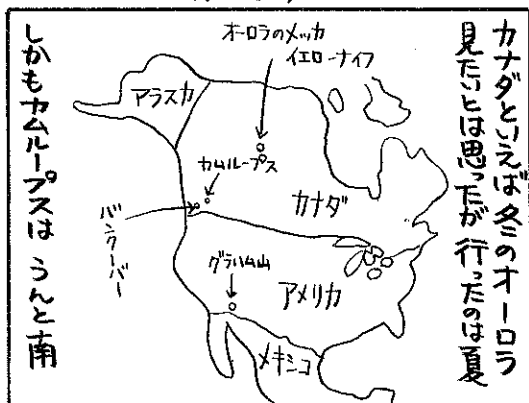 カナダといえば冬のオーロラ
見たいとは思ったが行ったのは夏
オーロラのメッカ
イエローナイフ
アラスカ
カムループス
カナダ
バンクーバー
グラハム山
アメリカ
メキシコ
しかもカムループスは うんと南